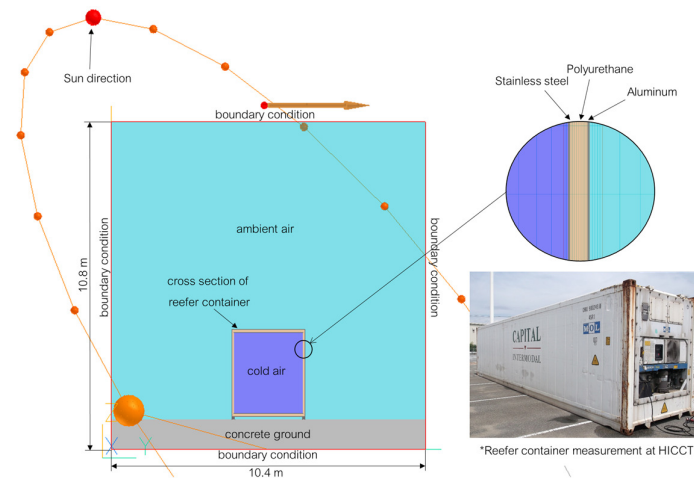 Sun direction
boundary condition
Polyurethane
Stainless steel
Aluminum
ambient air
boundary condition
10.8 m
boundary condition
cross section of
reefer container
cold air
concrete ground
X
Y
boundary condition
10.4 m
CAPITAL
INTERMODAL
MDL
*Reefer container measurement at HICCT